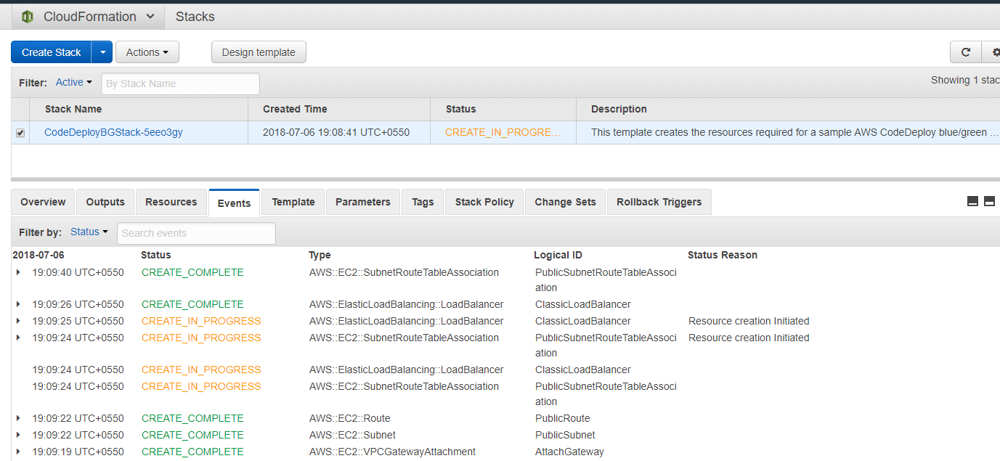 CloudFormation Stacks
Create Stack Actions Design template
Filter: Active By Stack Name Showing 1 stac
Stack Name Created Time Status Description
CodeDeployBGStack-5eeo3gy 2018-07-06 19:08:41 UTC+0550 CREATE_IN_PROGRE... This template creates the resources required for a sample AWS CodeDeploy blue/green ...
Overview Outputs Resources Events Template Parameters Tags Stack Policy Change Sets Rollback Triggers
Filter by: Status Search events
2018-07-06 Status Type Logical ID Status Reason
19:09:40 UTC+0550 CREATE_COMPLETE AWS::EC2::SubnetRouteTableAssociation PublicSubnetRouteTableAssoci
ation
19:09:26 UTC+0550 CREATE_COMPLETE AWS::ElasticLoadBalancing::LoadBalancer ClassicLoadBalancer
19:09:25 UTC+0550 CREATE_IN_PROGRESS AWS::ElasticLoadBalancing::LoadBalancer ClassicLoadBalancer Resource creation Initiated
19:09:24 UTC+0550 CREATE_IN_PROGRESS AWS::EC2::SubnetRouteTableAssociation PublicSubnetRouteTableAssoci Resource creation Initiated
ation
19:09:24 UTC+0550 CREATE_IN_PROGRESS AWS::ElasticLoadBalancing::LoadBalancer ClassicLoadBalancer
19:09:24 UTC+0550 CREATE_IN_PROGRESS AWS::EC2::SubnetRouteTableAssociation PublicSubnetRouteTableAssoci
ation
19:09:22 UTC+0550 CREATE_COMPLETE AWS::EC2::Route PublicRoute
19:09:22 UTC+0550 CREATE_COMPLETE AWS::EC2::Subnet PublicSubnet
19:09:19 UTC+0550 CREATE_COMPLETE AWS::EC2::VPCGatewayAttachment AttachGateway